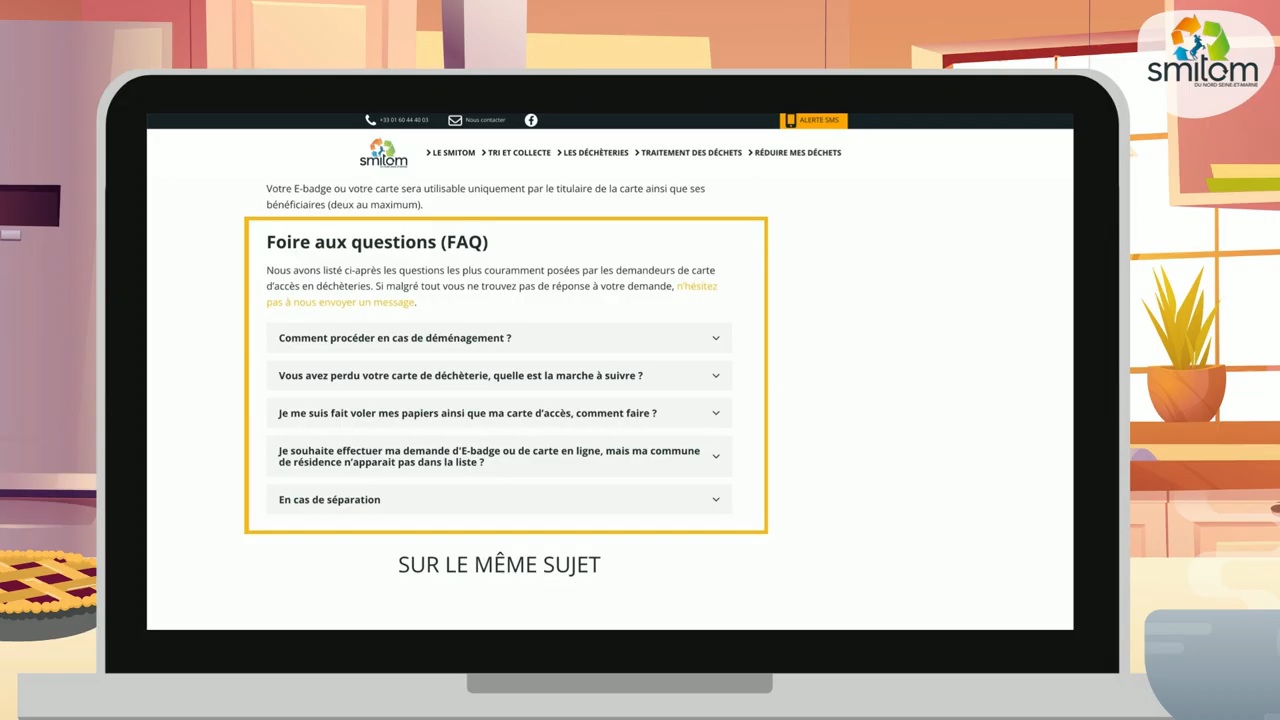 smitom
DU NORD SEINE-ET-MARNE
+33 01 60 44 40 03
Nous contacter
ALERTE SMS
smitom
LE SMITOM
TRI ET COLLECTE
LES DÉCHÈTERIES
TRAITEMENT DES DÉCHETS
RÉDUIRE MES DÉCHETS
Votre E-badge ou votre carte sera utilisable uniquement par le titulaire de la carte ainsi que ses
bénéficiaires (deux au maximum).
Foire aux questions (FAQ)
Nous avons listé ci-après les questions les plus couramment posées par les demandeurs de carte
d'accès en déchèteries. Si malgré tout vous ne trouvez pas de réponse à votre demande, n'hésitez
pas à nous envoyer un message.
Comment procéder en cas de déménagement ?
Vous avez perdu votre carte de déchèterie, quelle est la marche à suivre ?
Je me suis fait voler mes papiers ainsi que ma carte d'accès, comment faire ?
Je souhaite effectuer ma demande d'E-badge ou de carte en ligne, mais ma commune
de résidence n'apparait pas dans la liste ?
En cas de séparation
SUR LE MÊME SUJET